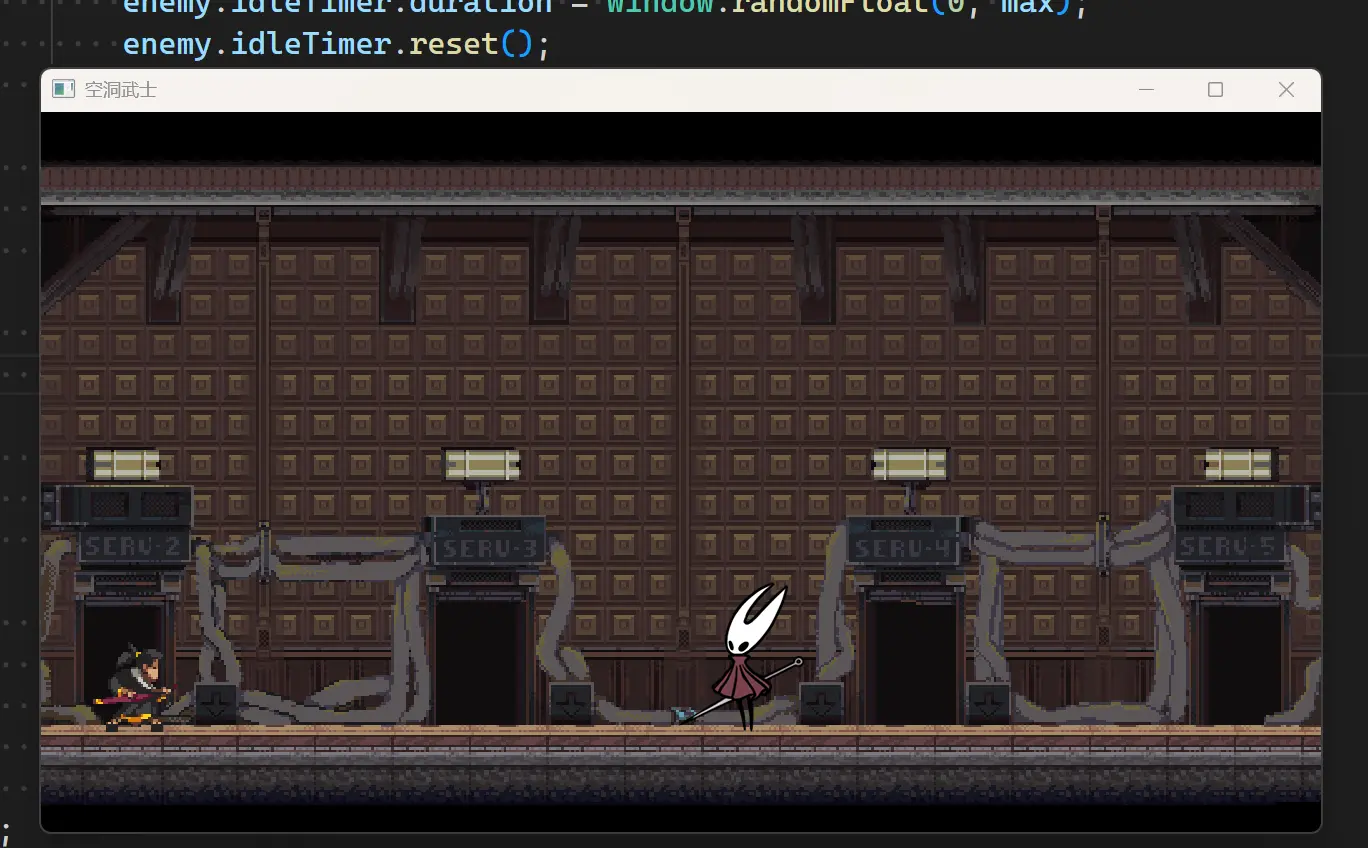 enemy.idleTimer.duration = window.randomFloat(0, max);
enemy.idleTimer.reset();
空洞武士
SERV-2
SERV-3
SERV-4
SERV-5
;